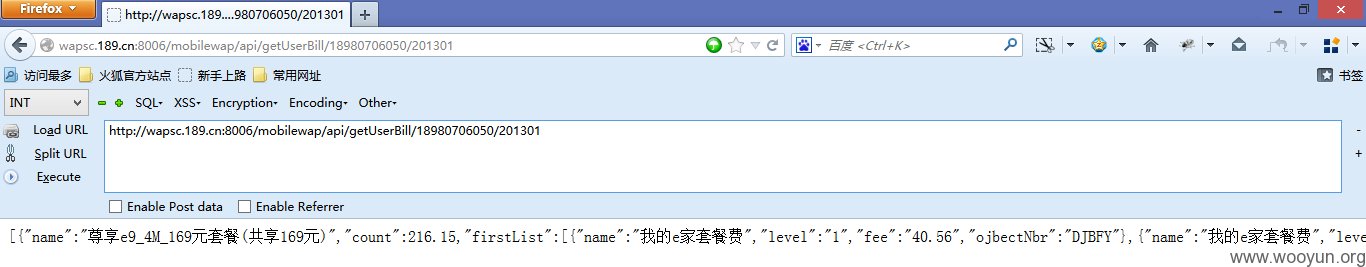 Firefox
http://wapsc.189....980706050/201301
wapsc.189.cn:8006/mobilewap/api/getUserBill/18980706050/201301
百度 <Ctrl+K>
访问最多 火狐官方站点 新手上路 常用网址 书签
INT SQL- XSS- Encryption- Encoding- Other-
Load URL
http://wapsc.189.cn:8006/mobilewap/api/getUserBill/18980706050/201301
Split URL
Execute
Enable Post data Enable Referrer
[{"name":"尊享e9_4M_169元套餐(共享169元)","count":216.15,"firstList":[{"name":"我的e家套餐费","level":"1","fee":"40.56","ojbectNbr":"DJBFY"},{"name":"我的e家套餐费","leve
www.wooyun.org